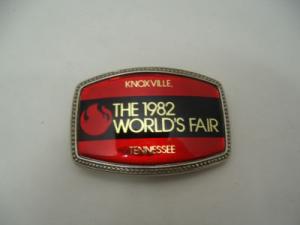 KNOXVILLE,
THE 1982
WORLD'S FAIR
TENNESSEE